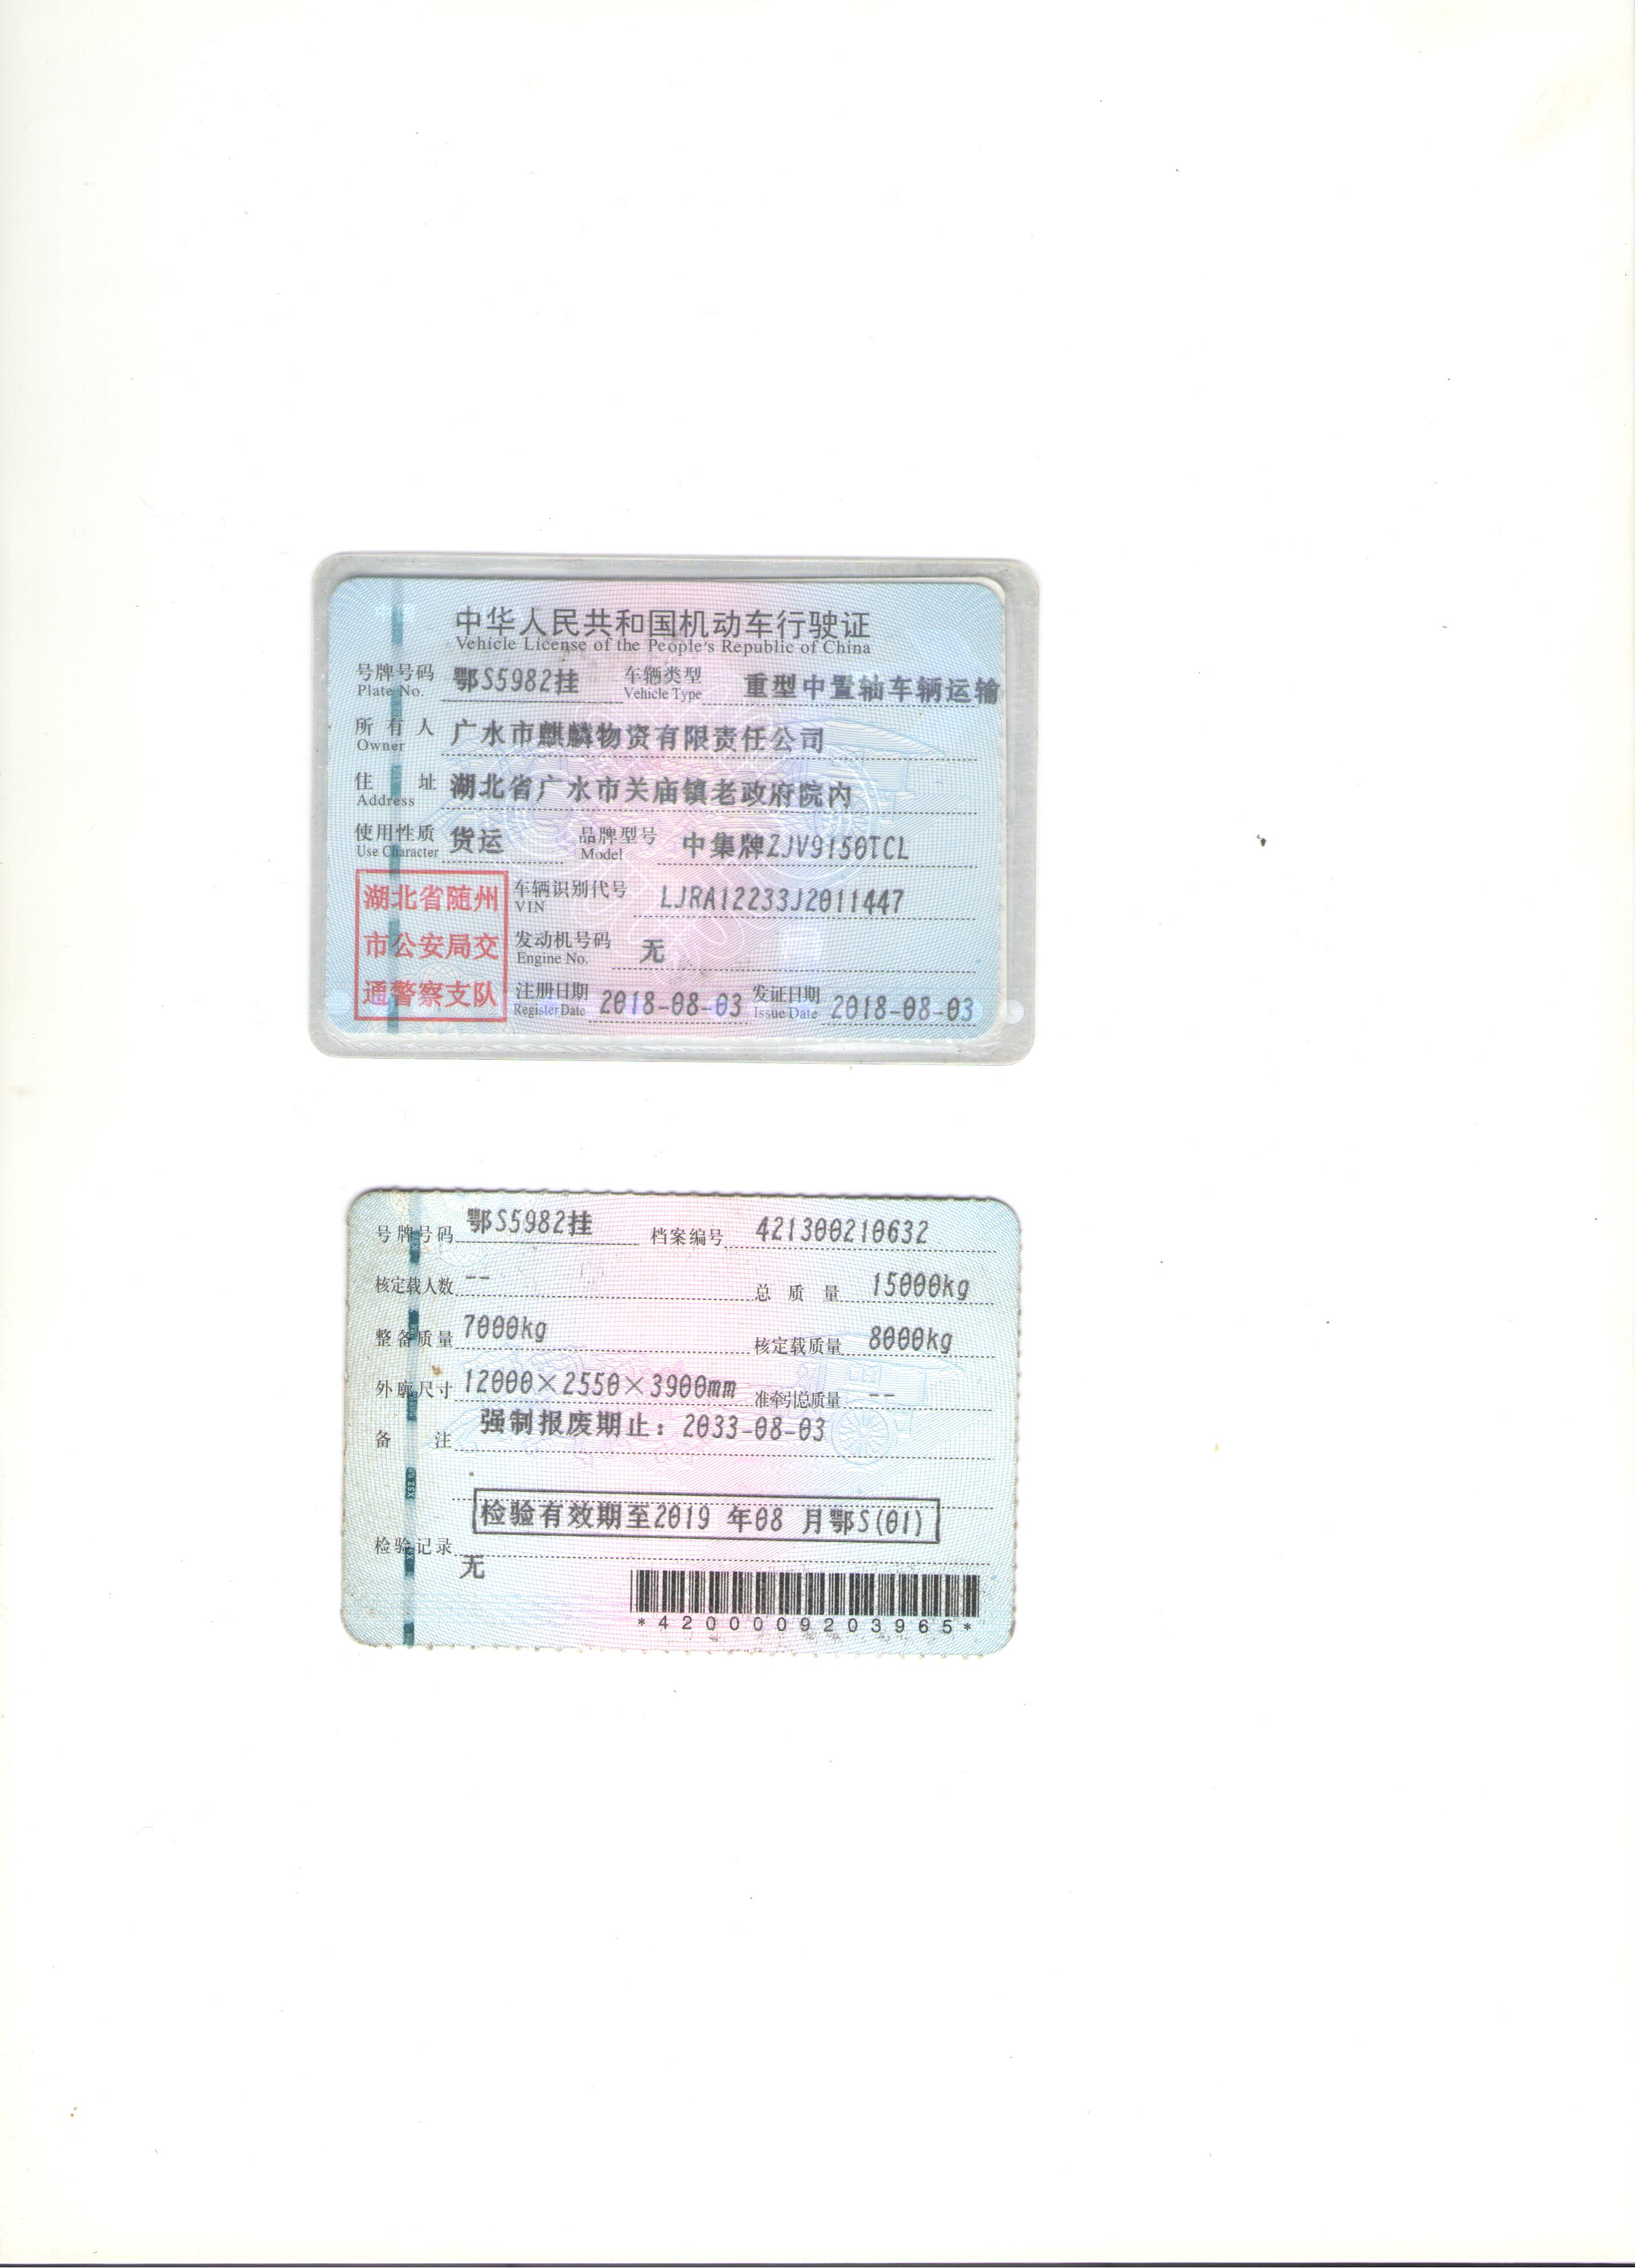 中华人民共和国机动车行驶证
Vehicle License of the People's Republic of China
号牌号码 鄂S5982挂 车辆类型 重型中置轴车辆运输
Plate No. Vehicle Type
所有人 广水市麒麟物资有限责任公司
Owner
住址 湖北省广水市关庙镇老政府院内
Address
使用性质 货运 品牌型号 中集牌ZJV9150TCL
Use Character Model
湖北省随州
市公安局交
通警察支队
车辆识别代号 LJRA12233J2011447
VIN
发动机号码 无
Engine No.
注册日期 2018-08-03 发证日期 2018-08-03
Register Date Issue Date
号牌号码 鄂S5982挂 档案编号 421300210632
核定载人数 -- 总质量 15000kg
整备质量 7000kg 核定载质量 8000kg
外廓尺寸 12000×2550×3900mm 准牵引总质量 --
备注 强制报废期止：2033-08-03
检验有效期至2019 年08 月鄂S(01)
检验记录
无
*4200009203965*